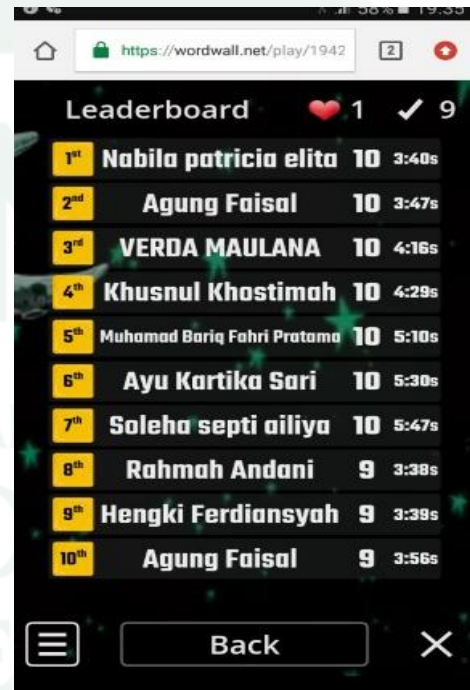 58% 19.35
https://wordwall.net/play/1942 2
Leaderboard 1 9
1st Nabila patricia elita 10 3:40s
2nd Agung Faisal 10 3:47s
3rd VERDA MAULANA 10 4:16s
4th Khusnul Khostimah 10 4:29s
5th Muhamad Bariq Fahri Pratama 10 5:10s
6th Ayu Kartika Sari 10 5:30s
7th Soleha septi ailiya 10 5:47s
8th Rahmah Andani 9 3:38s
9th Hengki Ferdiansyah 9 3:39s
10th Agung Faisal 9 3:56s
Back